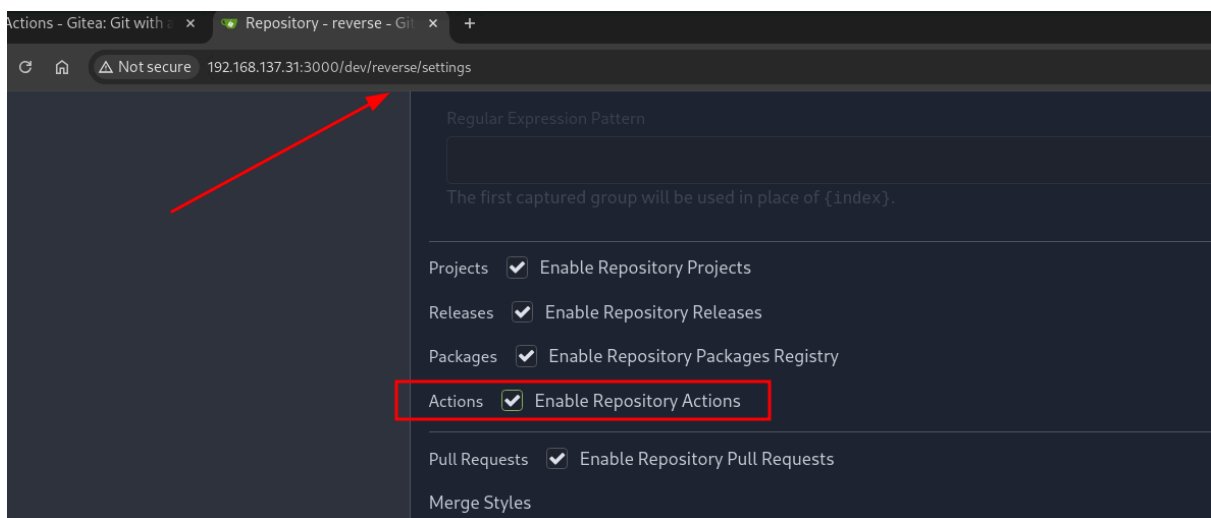 Actions - Gitea: Git with a
Repository - reverse - Git
Not secure 192.168.137.31:3000/dev/reverse/settings
Regular Expression Pattern
The first captured group will be used in place of {index}.
Projects Enable Repository Projects
Releases Enable Repository Releases
Packages Enable Repository Packages Registry
Actions Enable Repository Actions
Pull Requests Enable Repository Pull Requests
Merge Styles